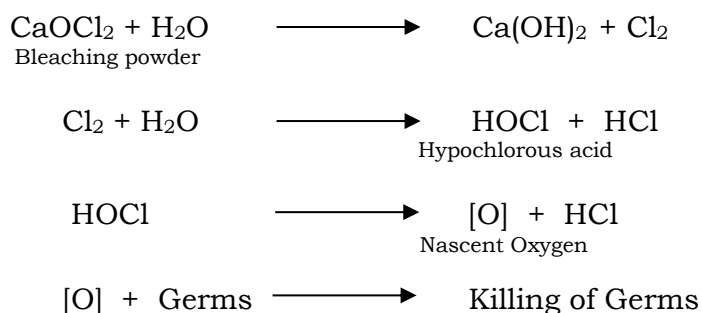 CaOCl₂ + H₂O ⟶ Ca(OH)₂ + Cl₂
Bleaching powder
Cl₂ + H₂O ⟶ HOCl + HCl
Hypochlorous acid
HOCl ⟶ [O] + HCl
Nascent Oxygen
[O] + Germs ⟶ Killing of Germs